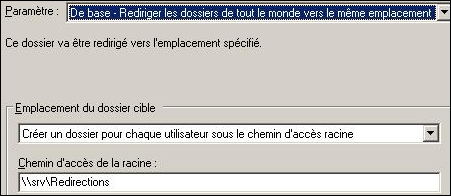 Paramètre : De base - Rediriger les dossiers de tout le monde vers le même emplacement
Ce dossier va être redirigé vers l'emplacement spécifié.
Emplacement du dossier cible
Créer un dossier pour chaque utilisateur sous le chemin d'accès racine
Chemin d'accès de la racine :
\\srv\Redirections